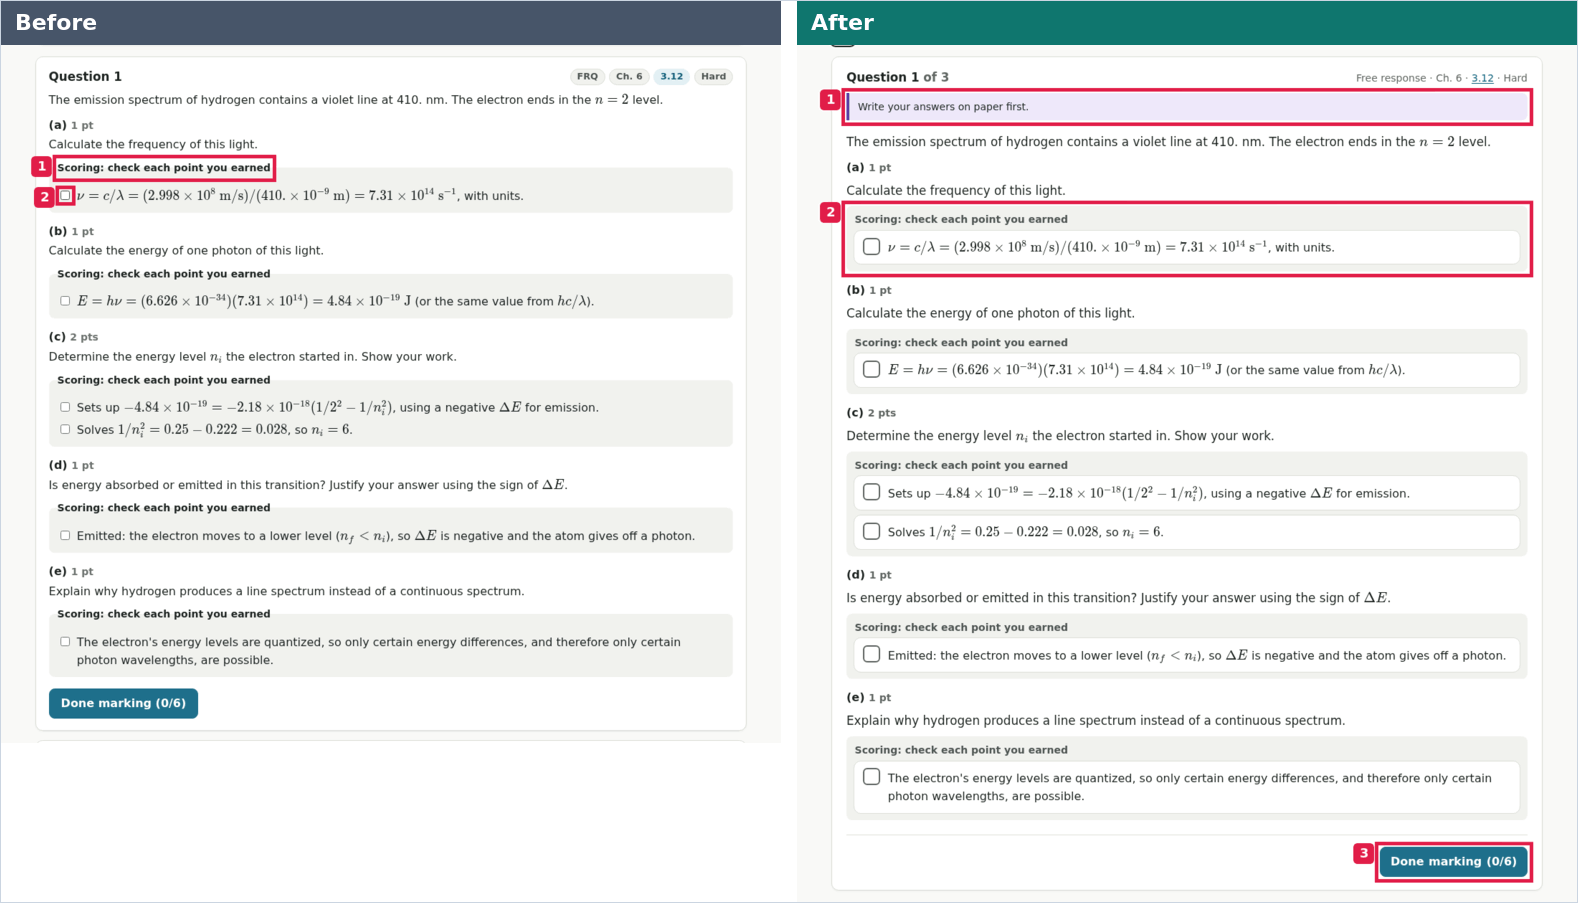 Before
Question 1
FRQ Ch. 6 3.12 Hard
The emission spectrum of hydrogen contains a violet line at 410. nm. The electron ends in the n = 2 level.
(a) 1 pt
Calculate the frequency of this light.
1 Scoring: check each point you earned
2 ν = c/λ = (2.998 × 10⁸ m/s)/(410. × 10⁻⁹ m) = 7.31 × 10¹⁴ s⁻¹, with units.
(b) 1 pt
Calculate the energy of one photon of this light.
Scoring: check each point you earned
E = hν = (6.626 × 10⁻³⁴)(7.31 × 10¹⁴) = 4.84 × 10⁻¹⁹ J (or the same value from hc/λ).
(c) 2 pts
Determine the energy level nᵢ the electron started in. Show your work.
Scoring: check each point you earned
Sets up −4.84 × 10⁻¹⁹ = −2.18 × 10⁻¹⁸(1/2² − 1/nᵢ²), using a negative ΔE for emission.
Solves 1/nᵢ² = 0.25 − 0.222 = 0.028, so nᵢ = 6.
(d) 1 pt
Is energy absorbed or emitted in this transition? Justify your answer using the sign of ΔE.
Scoring: check each point you earned
Emitted: the electron moves to a lower level (n_f < nᵢ), so ΔE is negative and the atom gives off a photon.
(e) 1 pt
Explain why hydrogen produces a line spectrum instead of a continuous spectrum.
Scoring: check each point you earned
The electron's energy levels are quantized, so only certain energy differences, and therefore only certain
photon wavelengths, are possible.
Done marking (0/6)
After
Question 1 of 3
Free response · Ch. 6 · 3.12 · Hard
1 Write your answers on paper first.
The emission spectrum of hydrogen contains a violet line at 410. nm. The electron ends in the n = 2 level.
(a) 1 pt
Calculate the frequency of this light.
2 Scoring: check each point you earned
ν = c/λ = (2.998 × 10⁸ m/s)/(410. × 10⁻⁹ m) = 7.31 × 10¹⁴ s⁻¹, with units.
(b) 1 pt
Calculate the energy of one photon of this light.
Scoring: check each point you earned
E = hν = (6.626 × 10⁻³⁴)(7.31 × 10¹⁴) = 4.84 × 10⁻¹⁹ J (or the same value from hc/λ).
(c) 2 pts
Determine the energy level nᵢ the electron started in. Show your work.
Scoring: check each point you earned
Sets up −4.84 × 10⁻¹⁹ = −2.18 × 10⁻¹⁸(1/2² − 1/nᵢ²), using a negative ΔE for emission.
Solves 1/nᵢ² = 0.25 − 0.222 = 0.028, so nᵢ = 6.
(d) 1 pt
Is energy absorbed or emitted in this transition? Justify your answer using the sign of ΔE.
Scoring: check each point you earned
Emitted: the electron moves to a lower level (n_f < nᵢ), so ΔE is negative and the atom gives off a photon.
(e) 1 pt
Explain why hydrogen produces a line spectrum instead of a continuous spectrum.
Scoring: check each point you earned
The electron's energy levels are quantized, so only certain energy differences, and therefore only certain
photon wavelengths, are possible.
3 Done marking (0/6)